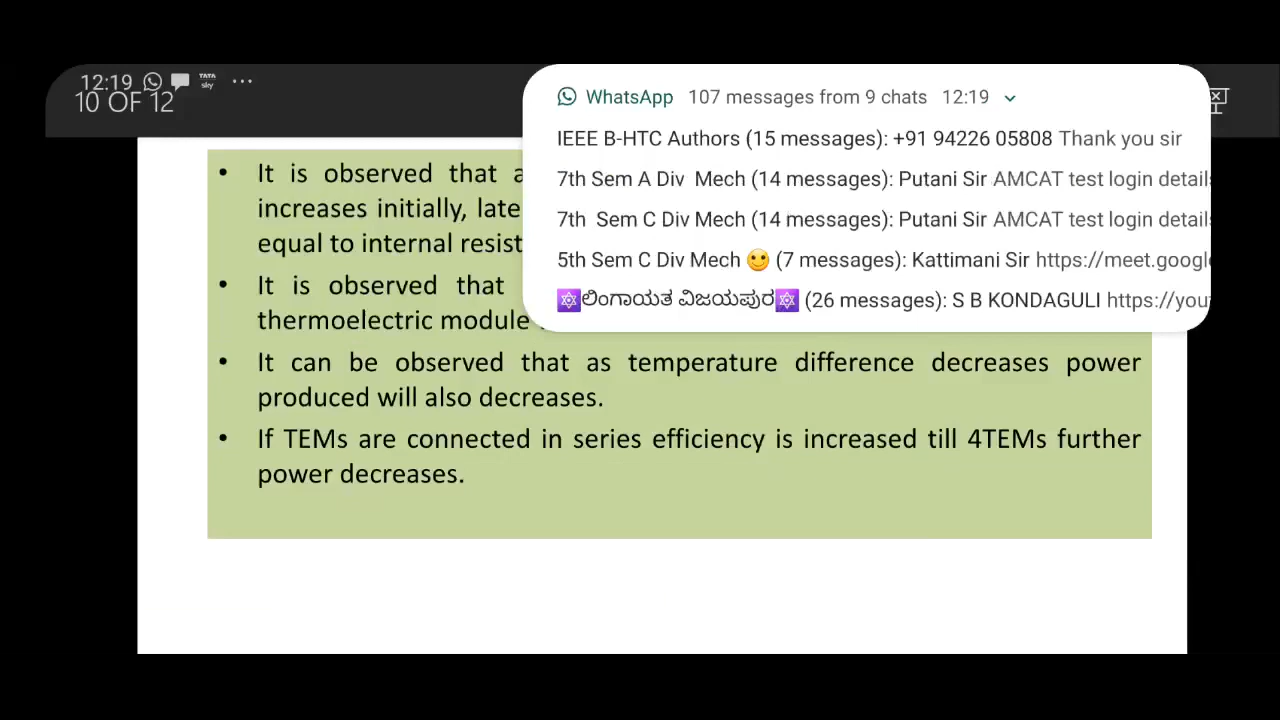 12:19 TATA sky ...
10 OF 12
WhatsApp 107 messages from 9 chats 12:19
IEEE B-HTC Authors (15 messages): +91 94226 05808 Thank you sir
7th Sem A Div Mech (14 messages): Putani Sir AMCAT test login details
7th Sem C Div Mech (14 messages): Putani Sir AMCAT test login details
5th Sem C Div Mech 🙂 (7 messages): Kattimani Sir https://meet.google
🔯ಲಿಂಗಾಯತ ವಿಜಯಪುರ🔯 (26 messages): S B KONDAGULI https://you
• It is observed that
increases initially, late
equal to internal resist
• It is observed that
thermoelectric module
• It can be observed that as temperature difference decreases power
produced will also decreases.
• If TEMs are connected in series efficiency is increased till 4TEMs further
power decreases.